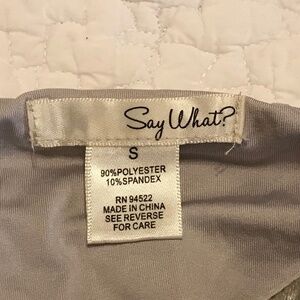 Say What?
S
90%POLYESTER
10%SPANDEX
RN 94522
MADE IN CHINA
SEE REVERSE
FOR CARE